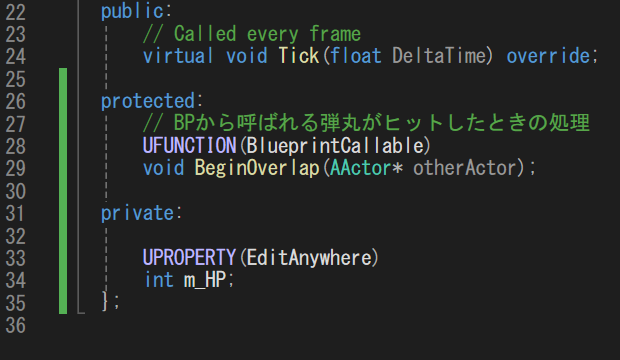 22 public:
23 // Called every frame
24 virtual void Tick(float DeltaTime) override;
25
26 protected:
27 // BPから呼ばれる弾丸がヒットしたときの処理
28 UFUNCTION(BlueprintCallable)
29 void BeginOverlap(AActor* otherActor);
30
31 private:
32
33 UPROPERTY(EditAnywhere)
34 int m_HP;
35 };
36